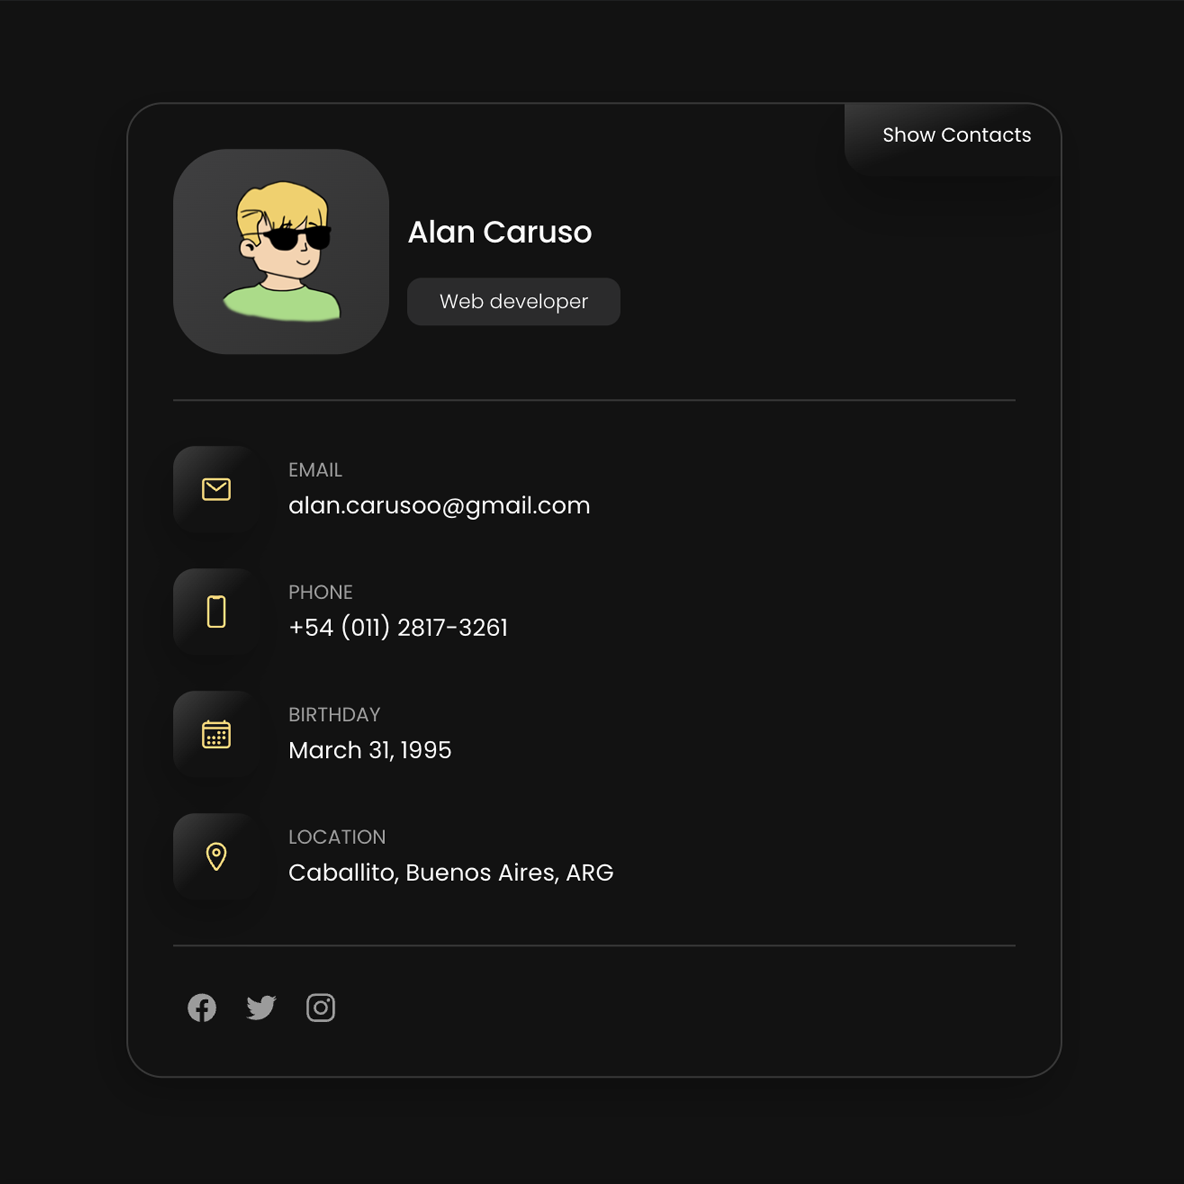 Show Contacts
Alan Caruso
Web developer
EMAIL
alan.carusoo@gmail.com
PHONE
+54 (011) 2817-3261
BIRTHDAY
March 31, 1995
LOCATION
Caballito, Buenos Aires, ARG